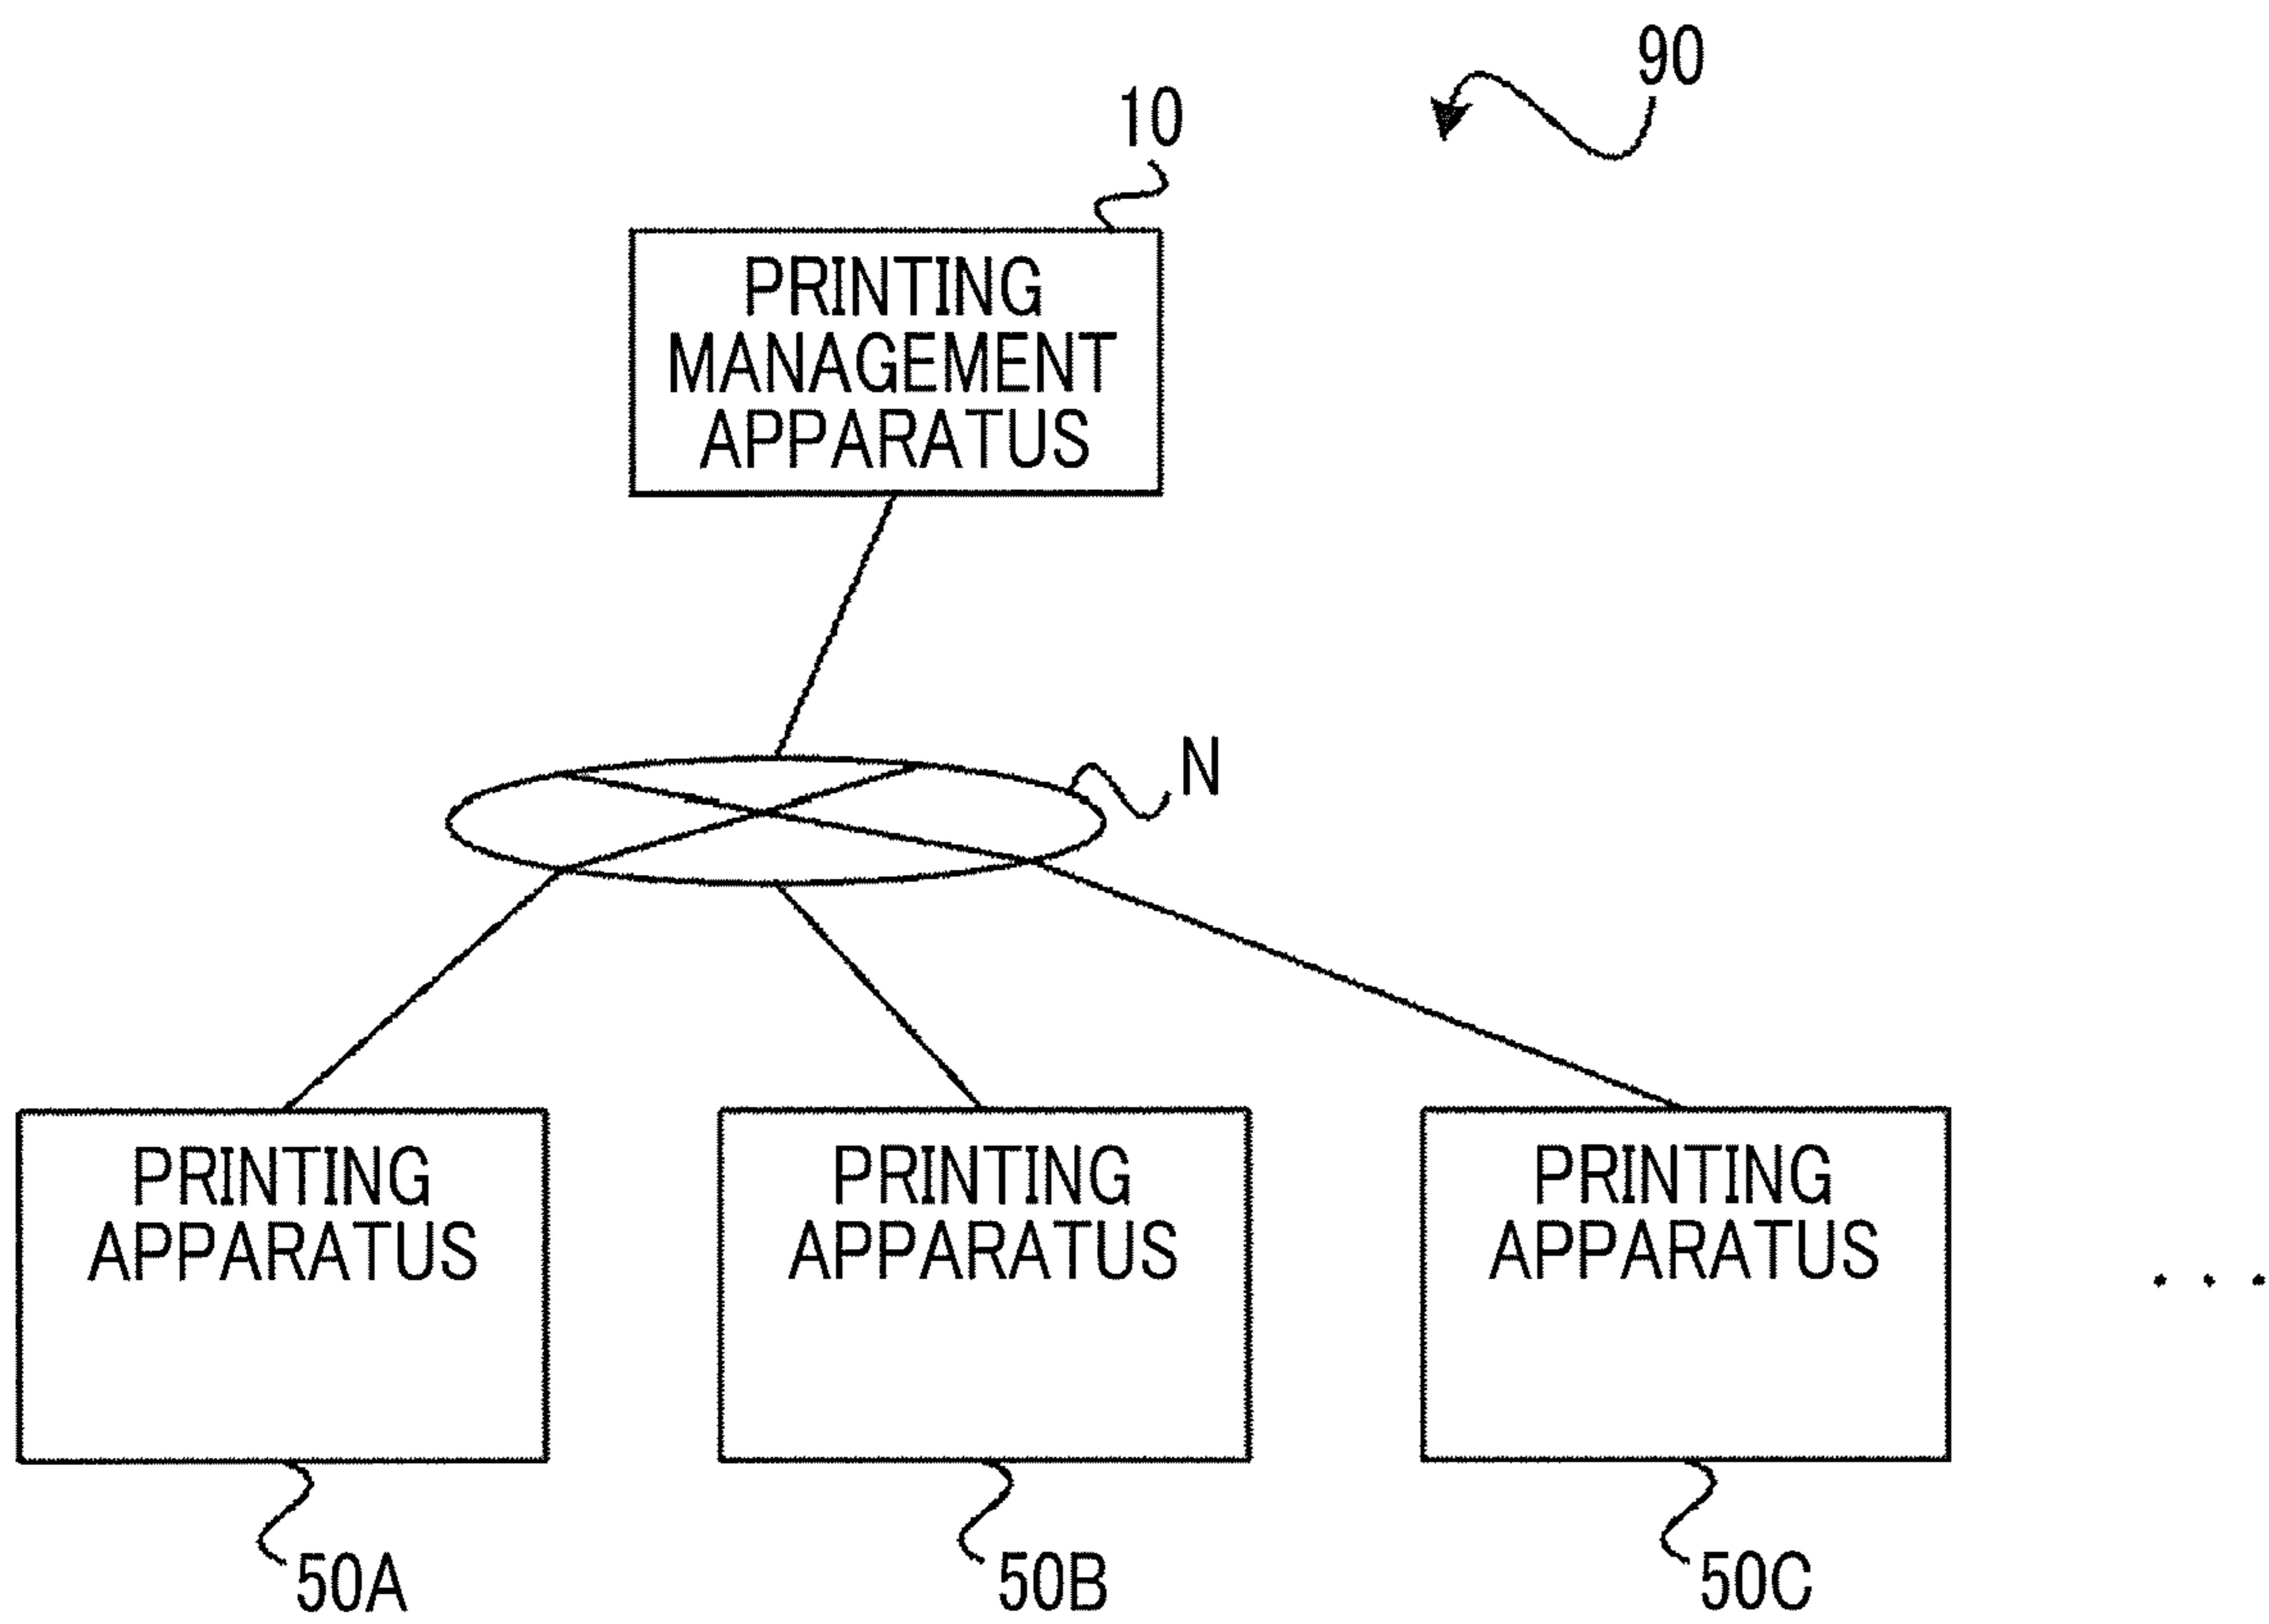 90
10
PRINTING
MANAGEMENT
APPARATUS
N
PRINTING
APPARATUS
PRINTING
APPARATUS
PRINTING
APPARATUS
. . .
50A
50B
50C